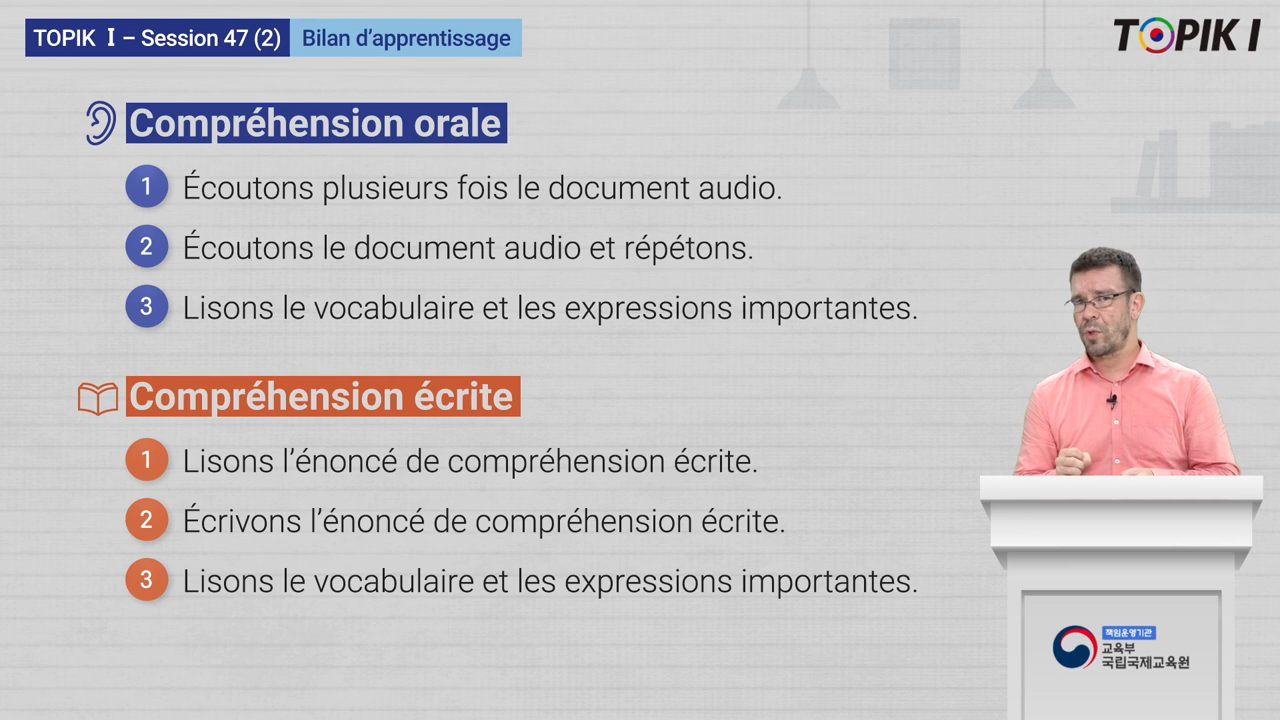 TOPIK Ⅰ – Session 47 (2) Bilan d’apprentissage
TOPIK I
Compréhension orale
1 Écoutons plusieurs fois le document audio.
2 Écoutons le document audio et répétons.
3 Lisons le vocabulaire et les expressions importantes.
Compréhension écrite
1 Lisons l’énoncé de compréhension écrite.
2 Écrivons l’énoncé de compréhension écrite.
3 Lisons le vocabulaire et les expressions importantes.
책임운영기관
교육부
국립국제교육원